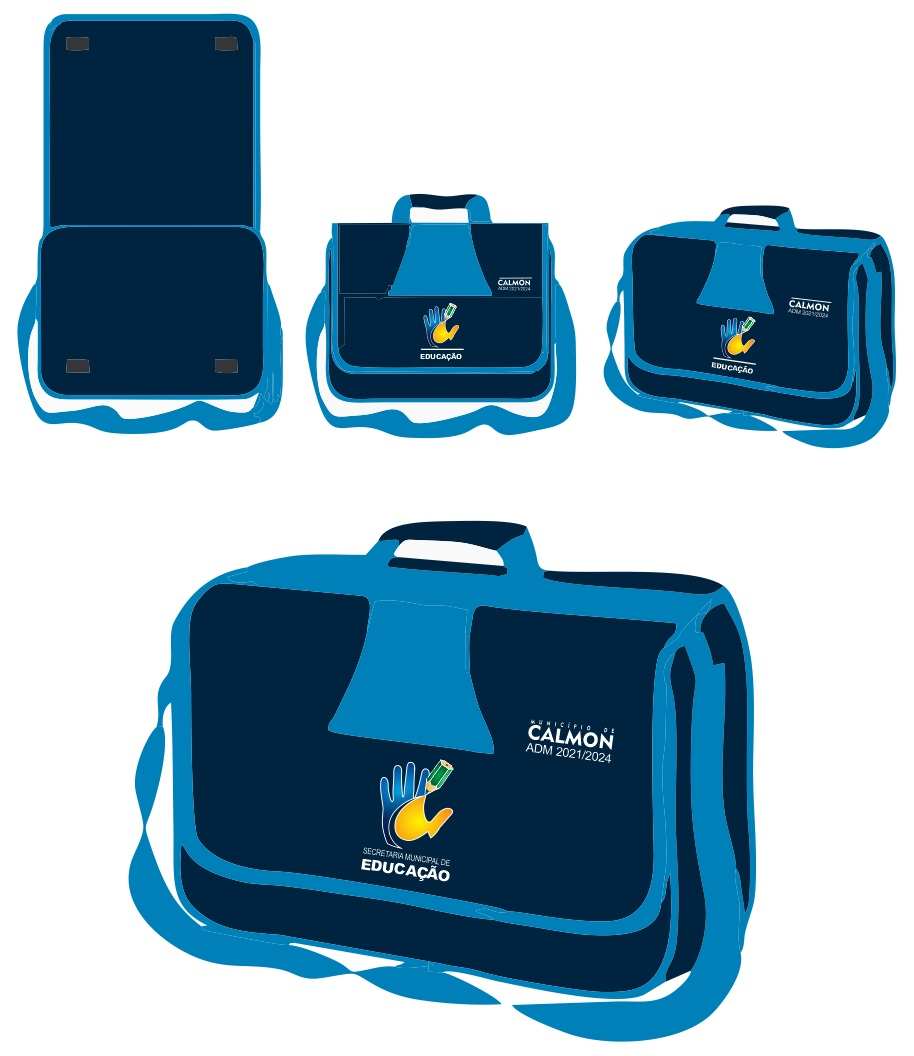 CALMON
ADM 2021/2024
EDUCAÇÃO
CALMON
ADM 2021/2024
EDUCAÇÃO
MUNICÍPIO DE
CALMON
ADM 2021/2024
SECRETARIA MUNICIPAL DE
EDUCAÇÃO